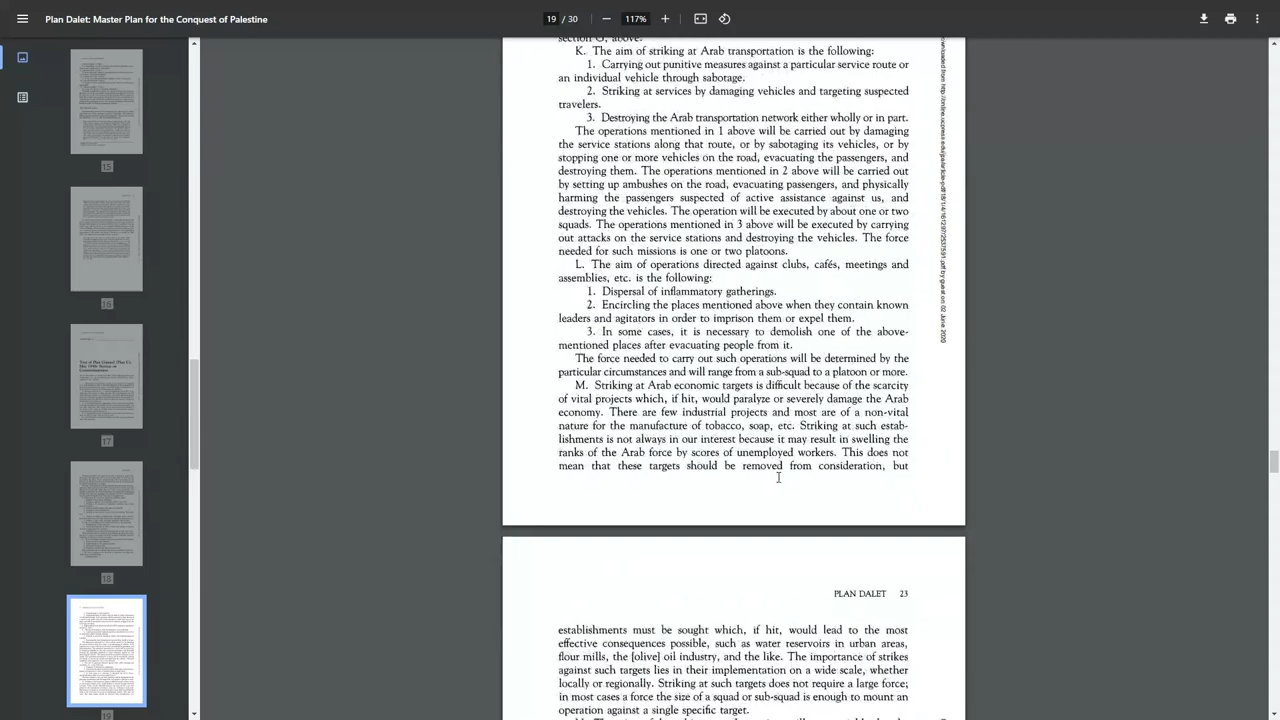 Plan Dalet: Master Plan for the Conquest of Palestine
19 / 30
117%
15
16
17
18
19
section G, above.
K. The aim of striking at Arab transportation is the following:
1. Carrying out punitive measures against a particular service route or
an individual vehicle through sabotage.
2. Striking at services by damaging vehicles and targeting suspected
travelers.
3. Destroying the Arab transportation network either wholly or in part.
The operations mentioned in 1 above will be carried out by damaging
the service stations along that route, or by sabotaging its vehicles, or by
stopping one or more vehicles on the road, evacuating the passengers, and
destroying them. The operations mentioned in 2 above will be carried out
by setting up ambushes on the road, evacuating passengers, and physically
harming the passengers suspected of active assistance against us, and
destroying the vehicles. The operation will be executed by about one or two
squads. The operations mentioned in 3 above will be executed by carrying
out attacks on the service stations and destroying the vehicles. The force
needed for such missions is one or two platoons.
L. The aim of operations directed against clubs, cafés, meetings and
assemblies, etc. is the following:
1. Dispersal of inflammatory gatherings.
2. Encircling the places mentioned above when they contain known
leaders and agitators in order to imprison them or expel them.
3. In some cases, it is necessary to demolish one of the above-
mentioned places after evacuating people from it.
The force needed to carry out such operations will be determined by the
particular circumstances and will range from a sub-squad to a platoon or more.
M. Striking at Arab economic targets is difficult because of the scarcity
of vital projects which, if hit, would paralyze or severely damage the Arab
economy. There are few industrial projects and most are of a non-vital
nature for the manufacture of tobacco, soap, etc. Striking at such estab-
lishments is not always in our interest because it may result in swelling the
ranks of the Arab force by scores of unemployed workers. This does not
mean that these targets should be removed from consideration, but
PLAN DALET 23
establishments must be sought which, if hit, would lead to the most
effective consequences possible, such as water reservoirs in urban areas,
flour mills, the [olive] oil industry, and the like. The importance of strikes
against such targets lies in their implementation on a wide scale, whether
locally or regionally. Striking at such targets does not require a large force;
in most cases a force the size of a squad or sub-squad is enough to mount an
operation against a single specific target.
by guest on 02 June 2020